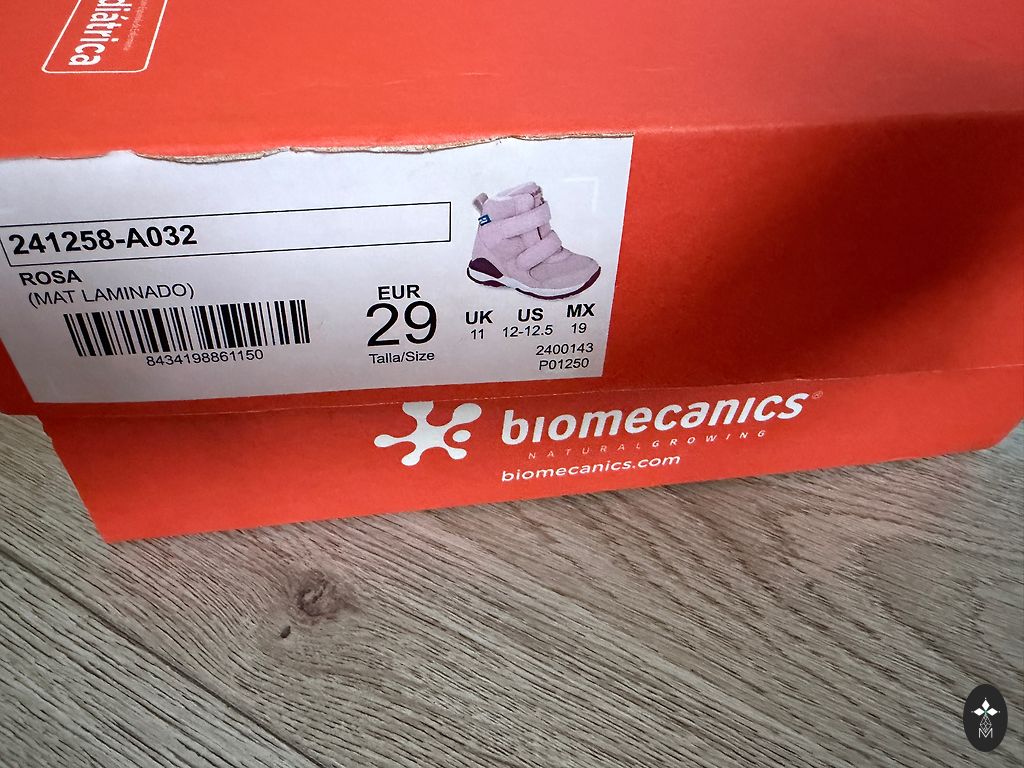 diátrica
241258-A032
ROSA
(MAT LAMINADO)
8434198861150
EUR
29
Talla/Size
UK US MX
11 12-12.5 19
2400143
P01250
biomecanics®
NATURALGROWING
biomecanics.com
M